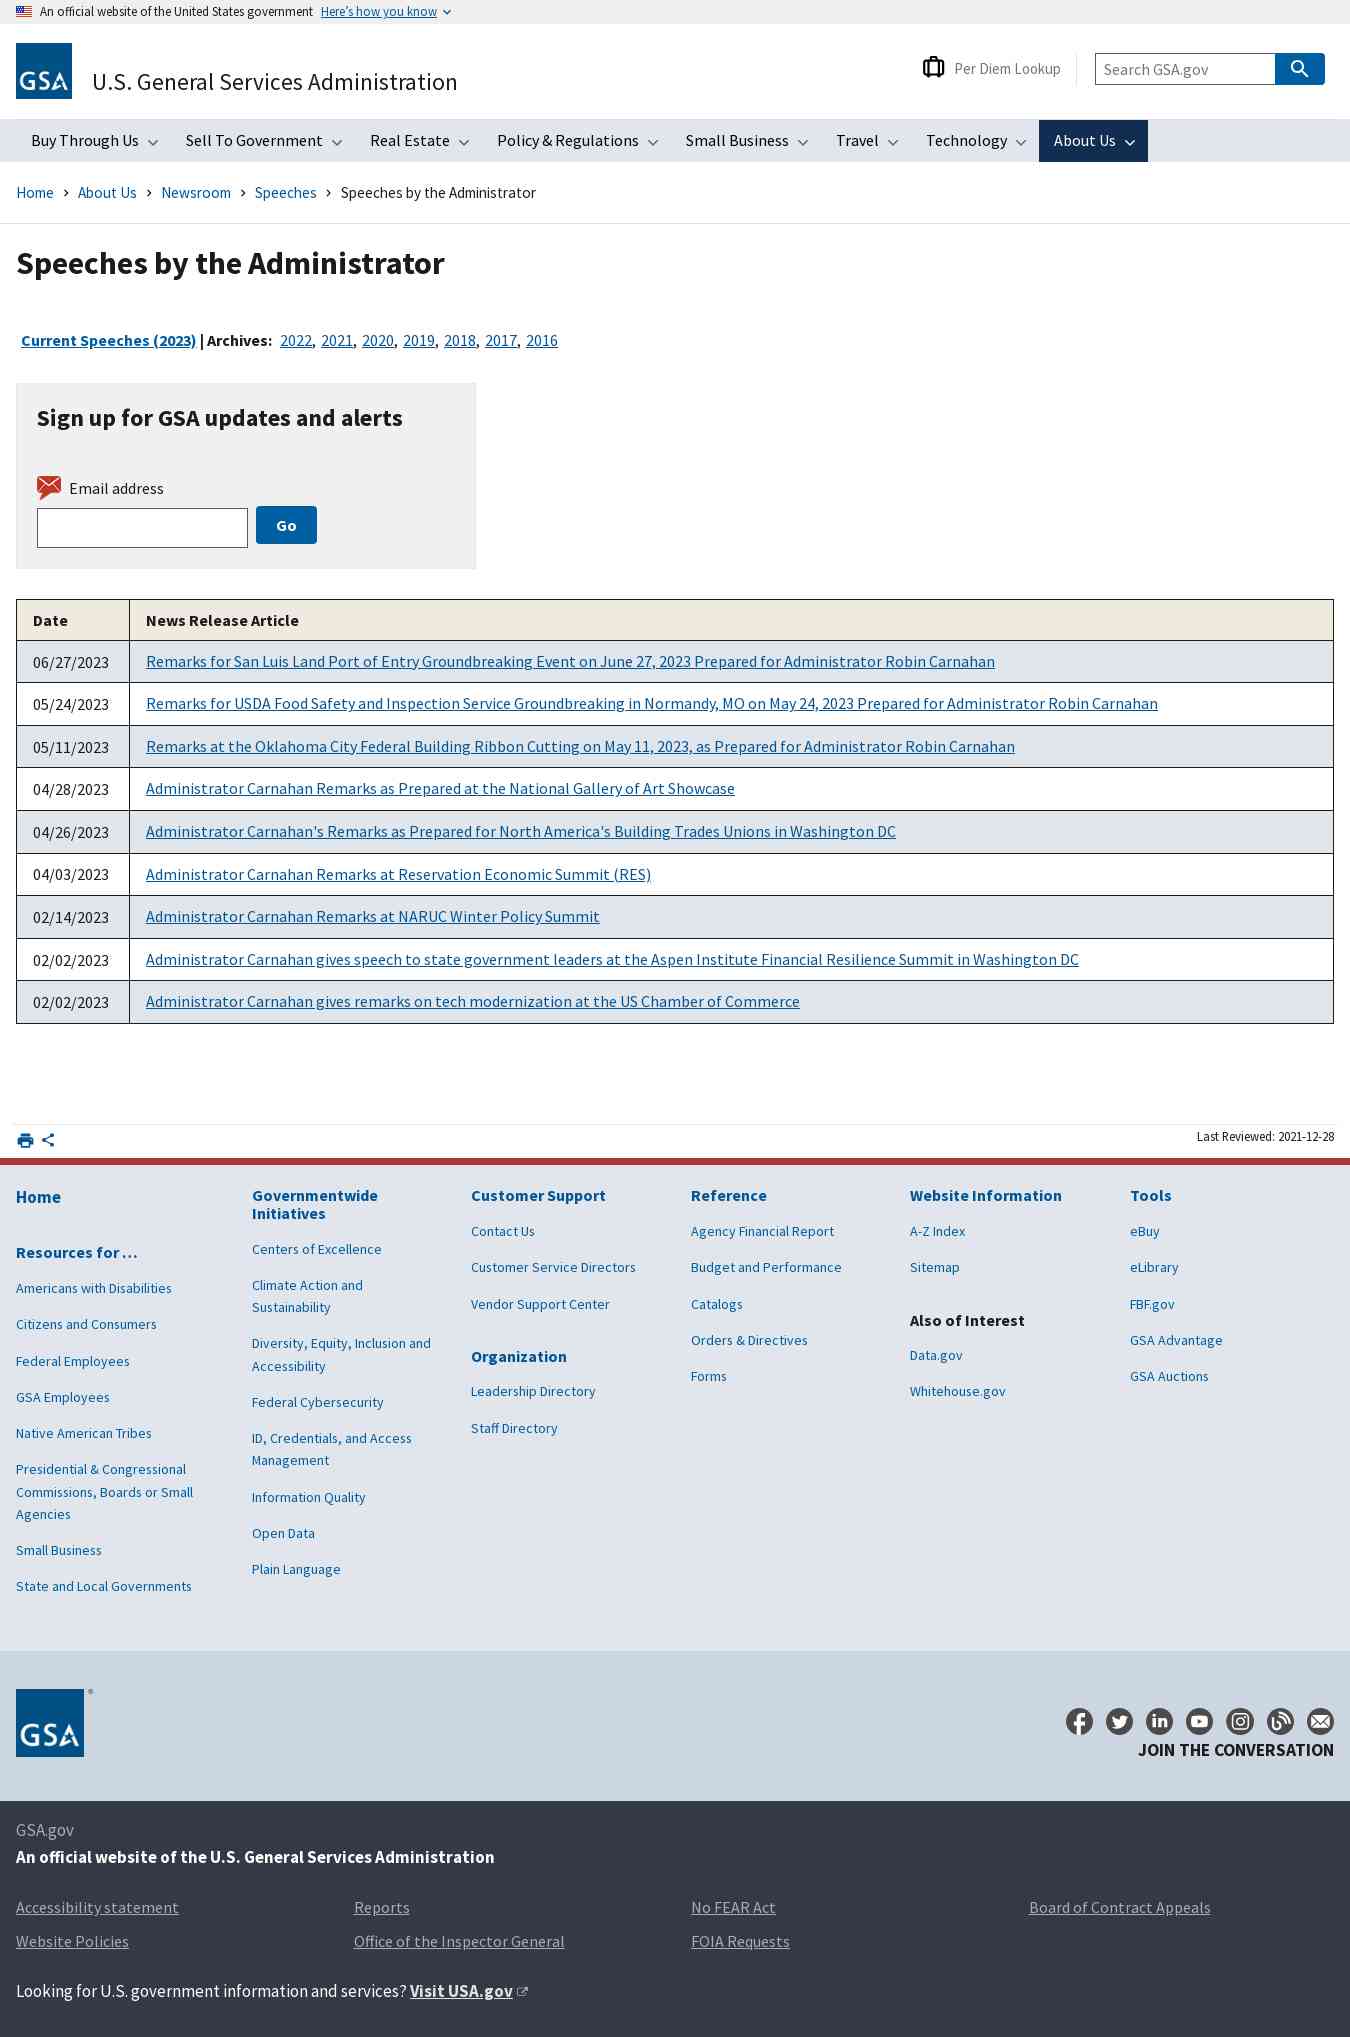 An official website of the United States government Here's how you know
GSA
U.S. General Services Administration
Per Diem Lookup
Search GSA.gov
Buy Through Us Sell To Government Real Estate Policy & Regulations Small Business Travel Technology About Us
Home > About Us > Newsroom > Speeches > Speeches by the Administrator
Speeches by the Administrator
Current Speeches (2023) | Archives: 2022, 2021, 2020, 2019, 2018, 2017, 2016
Sign up for GSA updates and alerts
Email address
Go
Date News Release Article
06/27/2023 Remarks for San Luis Land Port of Entry Groundbreaking Event on June 27, 2023 Prepared for Administrator Robin Carnahan
05/24/2023 Remarks for USDA Food Safety and Inspection Service Groundbreaking in Normandy, MO on May 24, 2023 Prepared for Administrator Robin Carnahan
05/11/2023 Remarks at the Oklahoma City Federal Building Ribbon Cutting on May 11, 2023, as Prepared for Administrator Robin Carnahan
04/28/2023 Administrator Carnahan Remarks as Prepared at the National Gallery of Art Showcase
04/26/2023 Administrator Carnahan's Remarks as Prepared for North America's Building Trades Unions in Washington DC
04/03/2023 Administrator Carnahan Remarks at Reservation Economic Summit (RES)
02/14/2023 Administrator Carnahan Remarks at NARUC Winter Policy Summit
02/02/2023 Administrator Carnahan gives speech to state government leaders at the Aspen Institute Financial Resilience Summit in Washington DC
02/02/2023 Administrator Carnahan gives remarks on tech modernization at the US Chamber of Commerce
Last Reviewed: 2021-12-28
Home
Resources for …
Americans with Disabilities
Citizens and Consumers
Federal Employees
GSA Employees
Native American Tribes
Presidential & Congressional
Commissions, Boards or Small
Agencies
Small Business
State and Local Governments
Governmentwide
Initiatives
Centers of Excellence
Climate Action and
Sustainability
Diversity, Equity, Inclusion and
Accessibility
Federal Cybersecurity
ID, Credentials, and Access
Management
Information Quality
Open Data
Plain Language
Customer Support
Contact Us
Customer Service Directors
Vendor Support Center
Organization
Leadership Directory
Staff Directory
Reference
Agency Financial Report
Budget and Performance
Catalogs
Orders & Directives
Forms
Website Information
A-Z Index
Sitemap
Also of Interest
Data.gov
Whitehouse.gov
Tools
eBuy
eLibrary
FBF.gov
GSA Advantage
GSA Auctions
GSA
JOIN THE CONVERSATION
GSA.gov
An official website of the U.S. General Services Administration
Accessibility statement Reports No FEAR Act Board of Contract Appeals
Website Policies Office of the Inspector General FOIA Requests
Looking for U.S. government information and services? Visit USA.gov